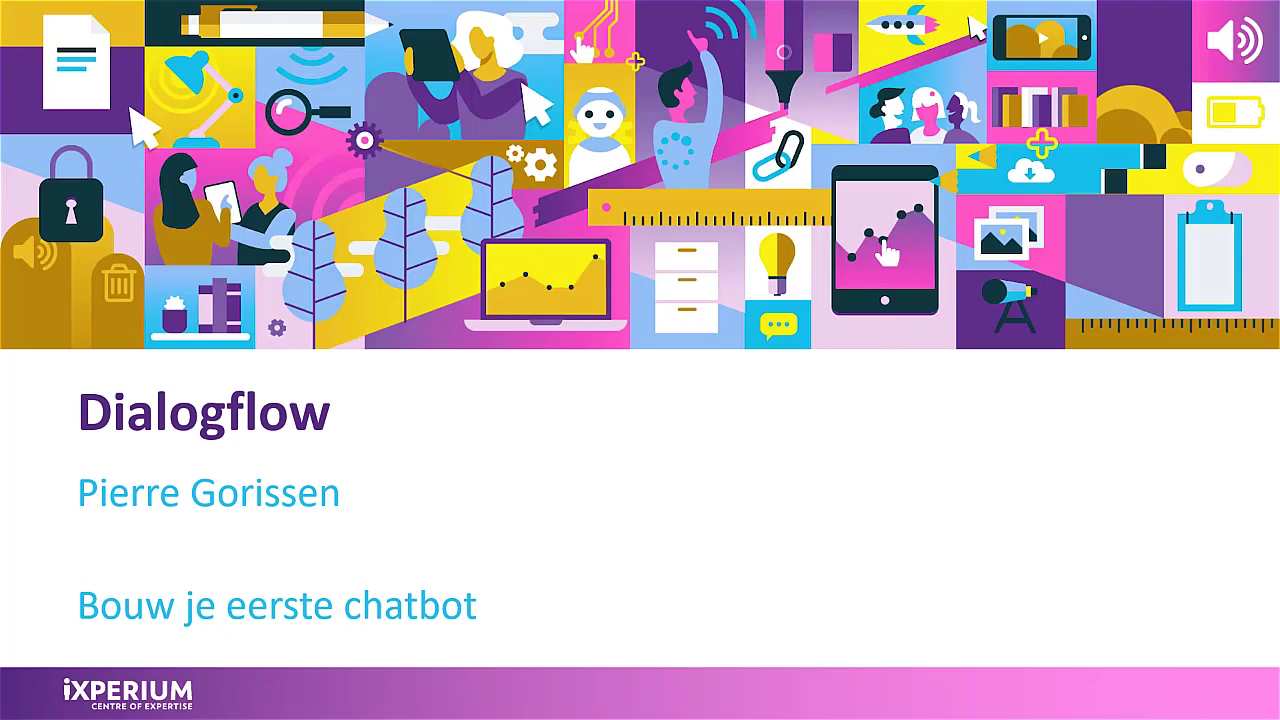 Dialogflow
Pierre Gorissen
Bouw je eerste chatbot
iXPERIUM
CENTRE OF EXPERTISE